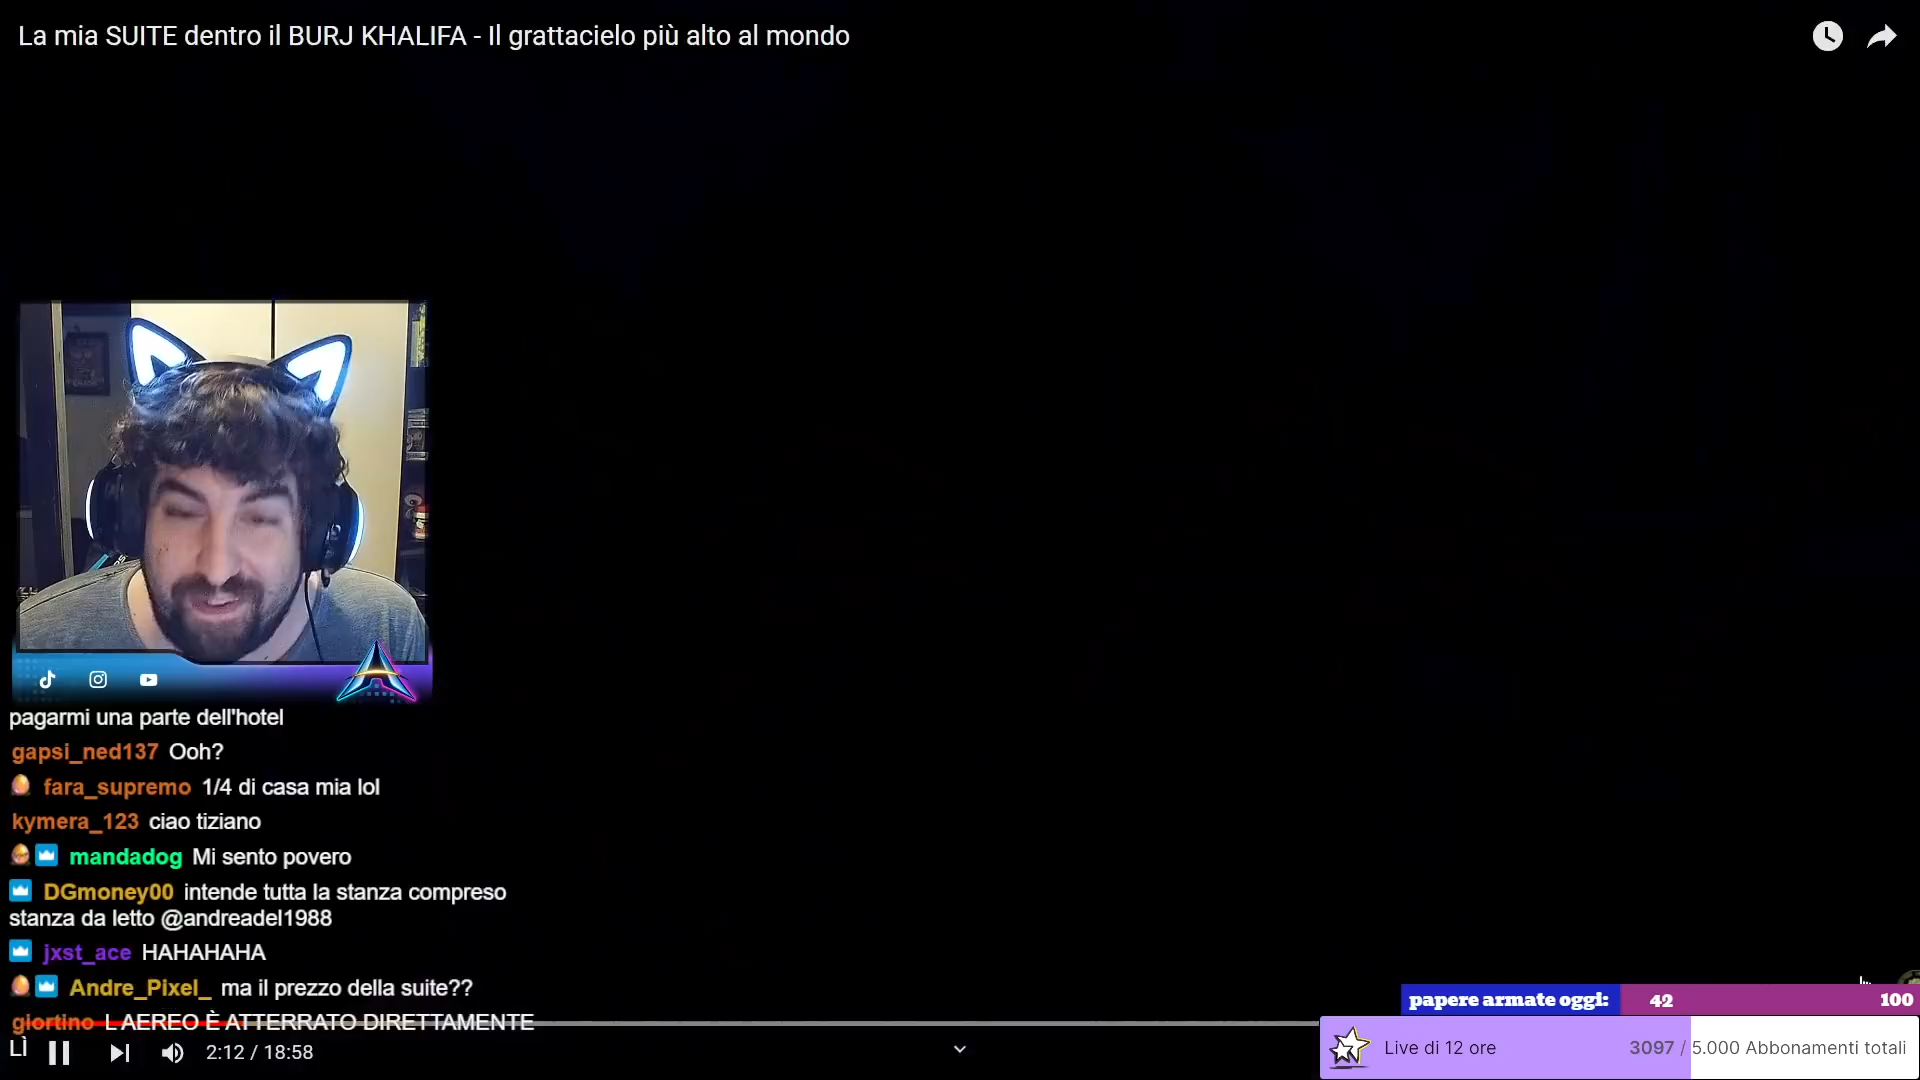 La mia SUITE dentro il BURJ KHALIFA - Il grattacielo più alto al mondo
pagarmi una parte dell'hotel
gapsi_ned137 Ooh?
fara_supremo 1/4 di casa mia lol
kymera_123 ciao tiziano
mandadog Mi sento povero
DGmoney00 intende tutta la stanza compreso
stanza da letto @andreadel1988
jxst_ace HAHAHAHA
Andre_Pixel_ ma il prezzo della suite??
giortino L AEREO È ATTERRATO DIRETTAMENTE
LÌ
2:12 / 18:58
papere armate oggi: 42 100
Live di 12 ore 3097 / 5.000 Abbonamenti totali